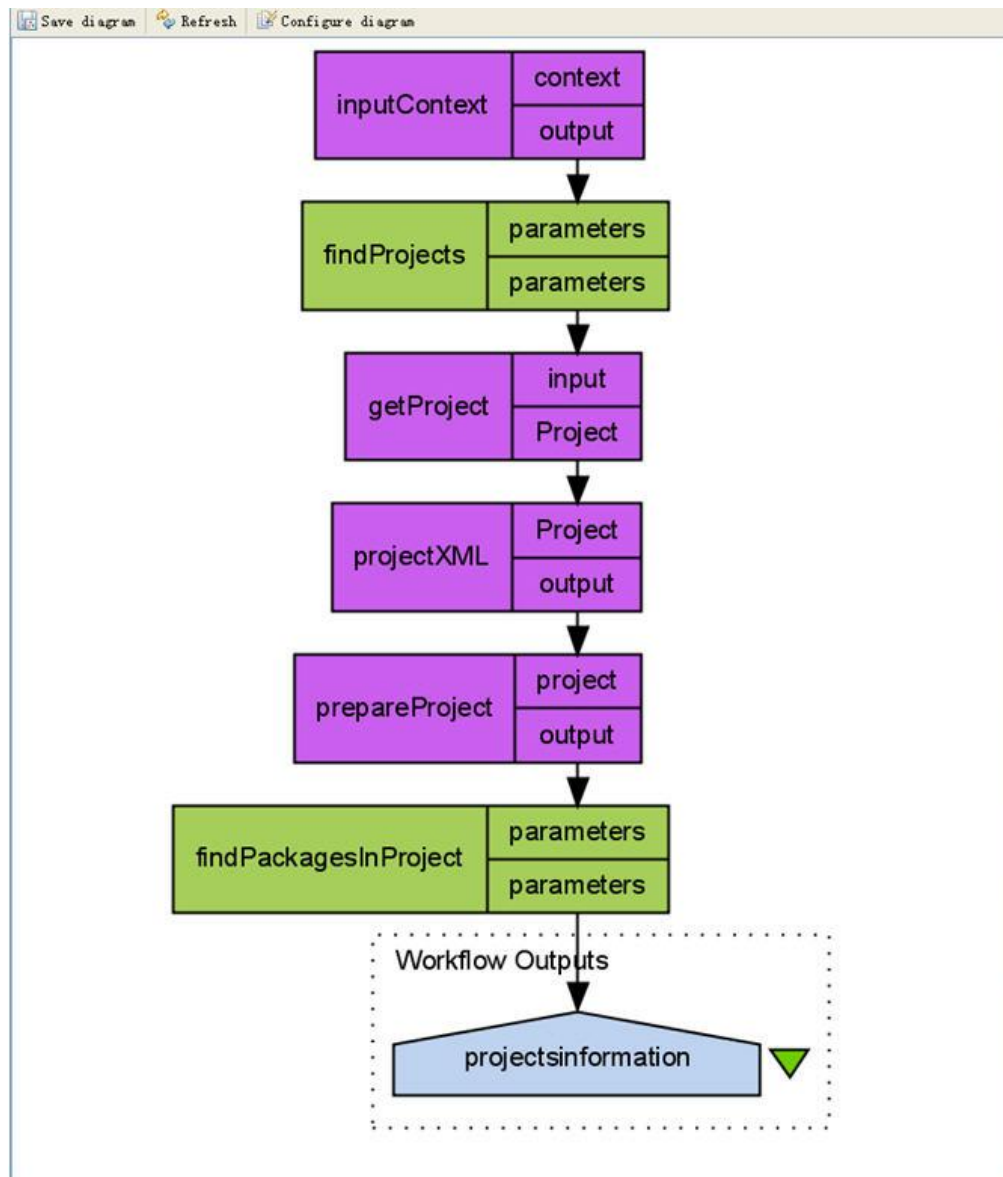 Save diagram Refresh Configure diagram
context
inputContext
output
parameters
findProjects
parameters
input
getProject
Project
Project
projectXML
output
project
prepareProject
output
parameters
findPackagesInProject
parameters
Workflow Outputs
projectsinformation